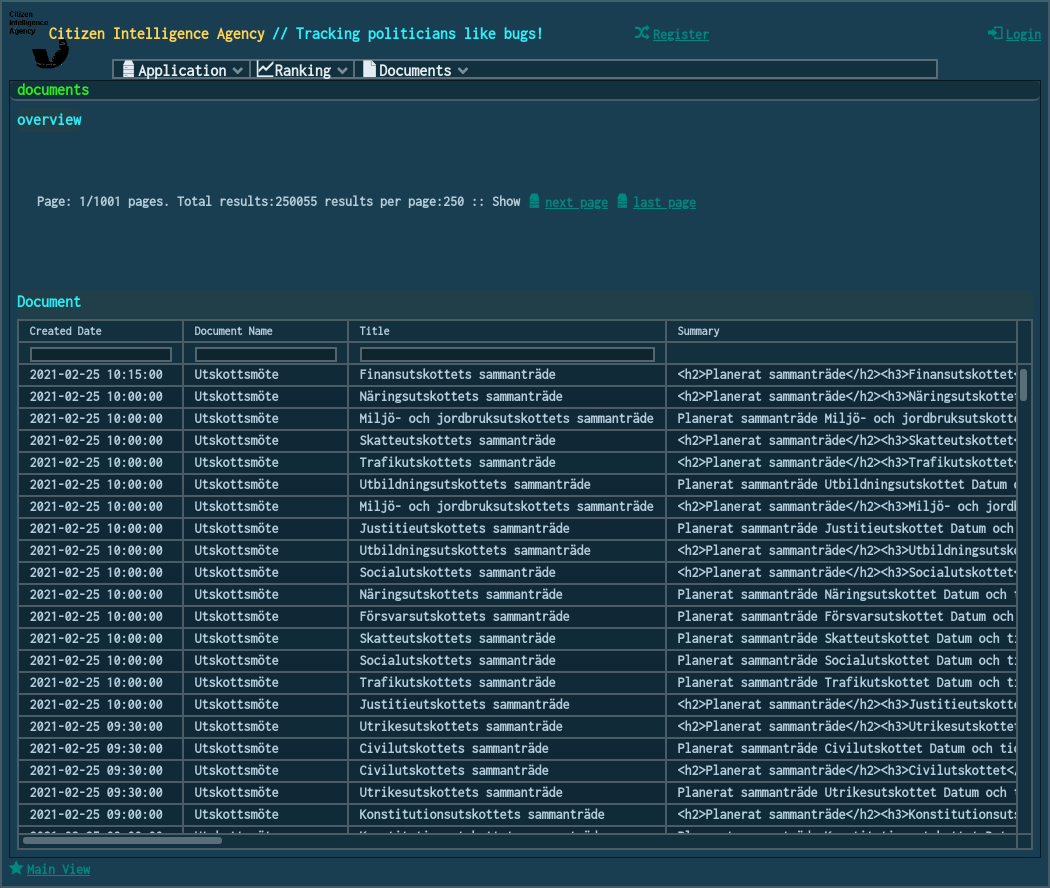 Citizen
Intelligence
Agency
Citizen Intelligence Agency // Tracking politicians like bugs!
Register
Login
Application
Ranking
Documents
documents
overview
Page: 1/1001 pages. Total results:250055 results per page:250 :: Show next page last page
Document
Created Date Document Name Title Summary
2021-02-25 10:15:00 Utskottsmöte Finansutskottets sammanträde <h2>Planerat sammanträde</h2><h3>Finansutskottet<
2021-02-25 10:00:00 Utskottsmöte Näringsutskottets sammanträde <h2>Planerat sammanträde</h2><h3>Näringsutskottet
2021-02-25 10:00:00 Utskottsmöte Miljö- och jordbruksutskottets sammanträde Planerat sammanträde Miljö- och jordbruksutskotte
2021-02-25 10:00:00 Utskottsmöte Skatteutskottets sammanträde <h2>Planerat sammanträde</h2><h3>Skatteutskottet<
2021-02-25 10:00:00 Utskottsmöte Trafikutskottets sammanträde <h2>Planerat sammanträde</h2><h3>Trafikutskottet<
2021-02-25 10:00:00 Utskottsmöte Utbildningsutskottets sammanträde Planerat sammanträde Utbildningsutskottet Datum
2021-02-25 10:00:00 Utskottsmöte Miljö- och jordbruksutskottets sammanträde <h2>Planerat sammanträde</h2><h3>Miljö- och jord
2021-02-25 10:00:00 Utskottsmöte Justitieutskottets sammanträde Planerat sammanträde Justitieutskottet Datum och
2021-02-25 10:00:00 Utskottsmöte Utbildningsutskottets sammanträde <h2>Planerat sammanträde</h2><h3>Utbildningsutsk
2021-02-25 10:00:00 Utskottsmöte Socialutskottets sammanträde <h2>Planerat sammanträde</h2><h3>Socialutskottet<
2021-02-25 10:00:00 Utskottsmöte Näringsutskottets sammanträde Planerat sammanträde Näringsutskottet Datum och
2021-02-25 10:00:00 Utskottsmöte Försvarsutskottets sammanträde Planerat sammanträde Försvarsutskottet Datum och
2021-02-25 10:00:00 Utskottsmöte Skatteutskottets sammanträde Planerat sammanträde Skatteutskottet Datum och ti
2021-02-25 10:00:00 Utskottsmöte Socialutskottets sammanträde Planerat sammanträde Socialutskottet Datum och ti
2021-02-25 10:00:00 Utskottsmöte Trafikutskottets sammanträde Planerat sammanträde Trafikutskottet Datum och ti
2021-02-25 10:00:00 Utskottsmöte Justitieutskottets sammanträde <h2>Planerat sammanträde</h2><h3>Justitieutskotte
2021-02-25 09:30:00 Utskottsmöte Utrikesutskottets sammanträde <h2>Planerat sammanträde</h2><h3>Utrikesutskottet
2021-02-25 09:30:00 Utskottsmöte Civilutskottets sammanträde Planerat sammanträde Civilutskottet Datum och tid
2021-02-25 09:30:00 Utskottsmöte Civilutskottets sammanträde <h2>Planerat sammanträde</h2><h3>Civilutskottet</
2021-02-25 09:30:00 Utskottsmöte Utrikesutskottets sammanträde Planerat sammanträde Utrikesutskottet Datum och
2021-02-25 09:00:00 Utskottsmöte Konstitutionsutskottets sammanträde <h2>Planerat sammanträde</h2><h3>Konstitutionsuts
Main View